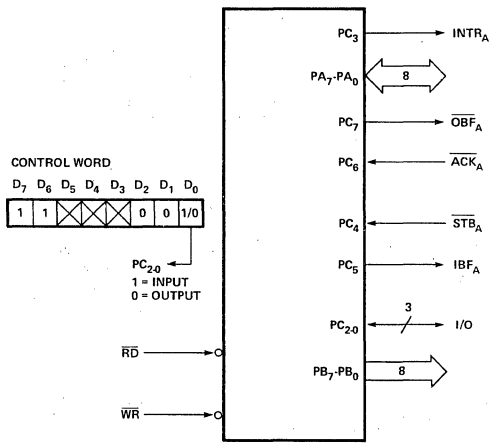 PC3 INTRA
PA7-PA0 8
PC7 OBFA
CONTROL WORD
PC6 ACKA
D7 D6 D5 D4 D3 D2 D1 D0
1 1 0 0 1/0
PC4 STBA
PC2-0
PC5 IBFA
1 = INPUT
0 = OUTPUT
3
PC2-0 I/O
RD
PB7-PB0 8
WR